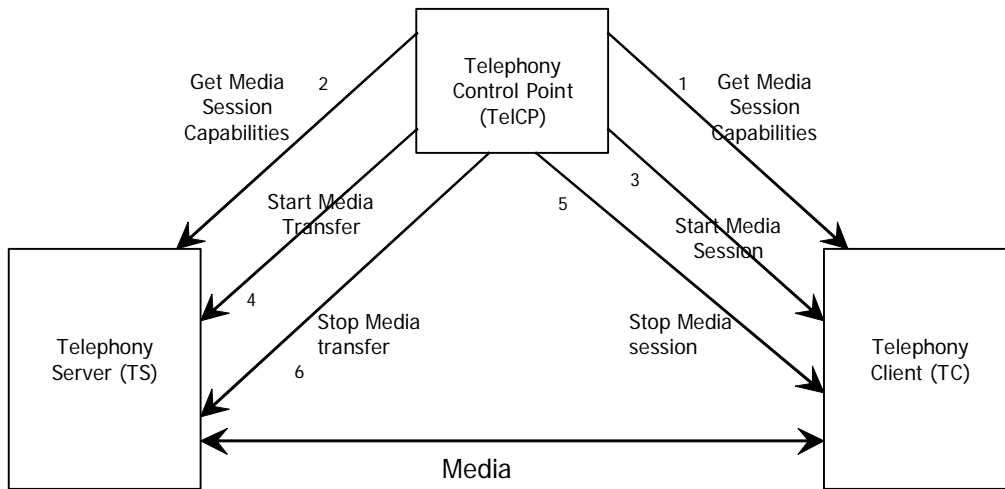 Telephony
Control Point
(TelCP)
Get Media
Session
Capabilities
2
1
Get Media
Session
Capabilities
Start Media
Transfer
4
3
Start Media
Session
5
Stop Media
transfer
6
Stop Media
session
Telephony
Server (TS)
Telephony
Client (TC)
Media